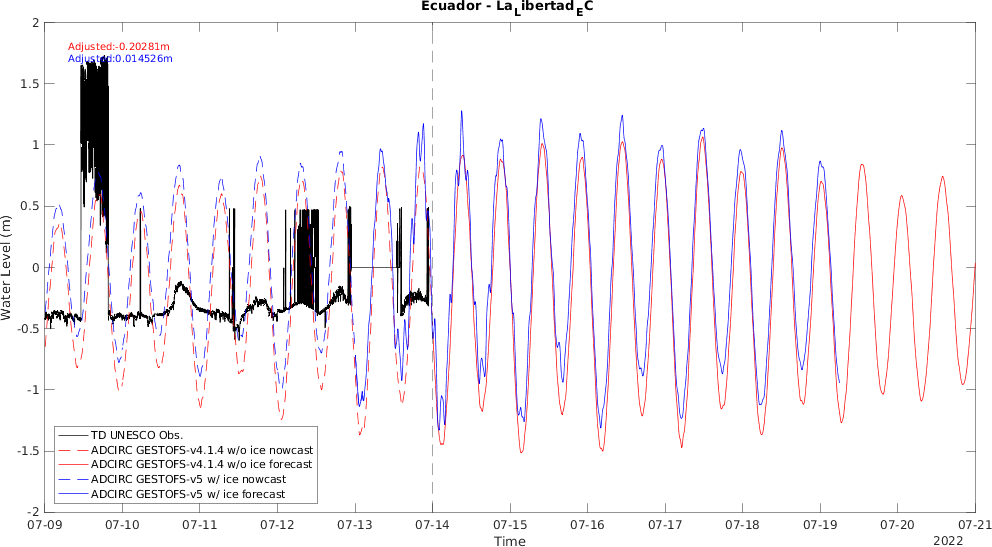 Ecuador - LaLibertadEC
Adjusted:-0.20281m
Adjustd:0.014526m
2
1.5
1
0.5
0
-0.5
-1
-1.5
-2
Water Level (m)
TD UNESCO Obs.
ADCIRC GESTOFS-v4.1.4 w/o ice nowcast
ADCIRC GESTOFS-v4.1.4 w/o ice forecast
ADCIRC GESTOFS-v5 w/ ice nowcast
ADCIRC GESTOFS-v5 w/ ice forecast
07-09 07-10 07-11 07-12 07-13 07-14 07-15 07-16 07-17 07-18 07-19 07-20 07-21
Time
2022